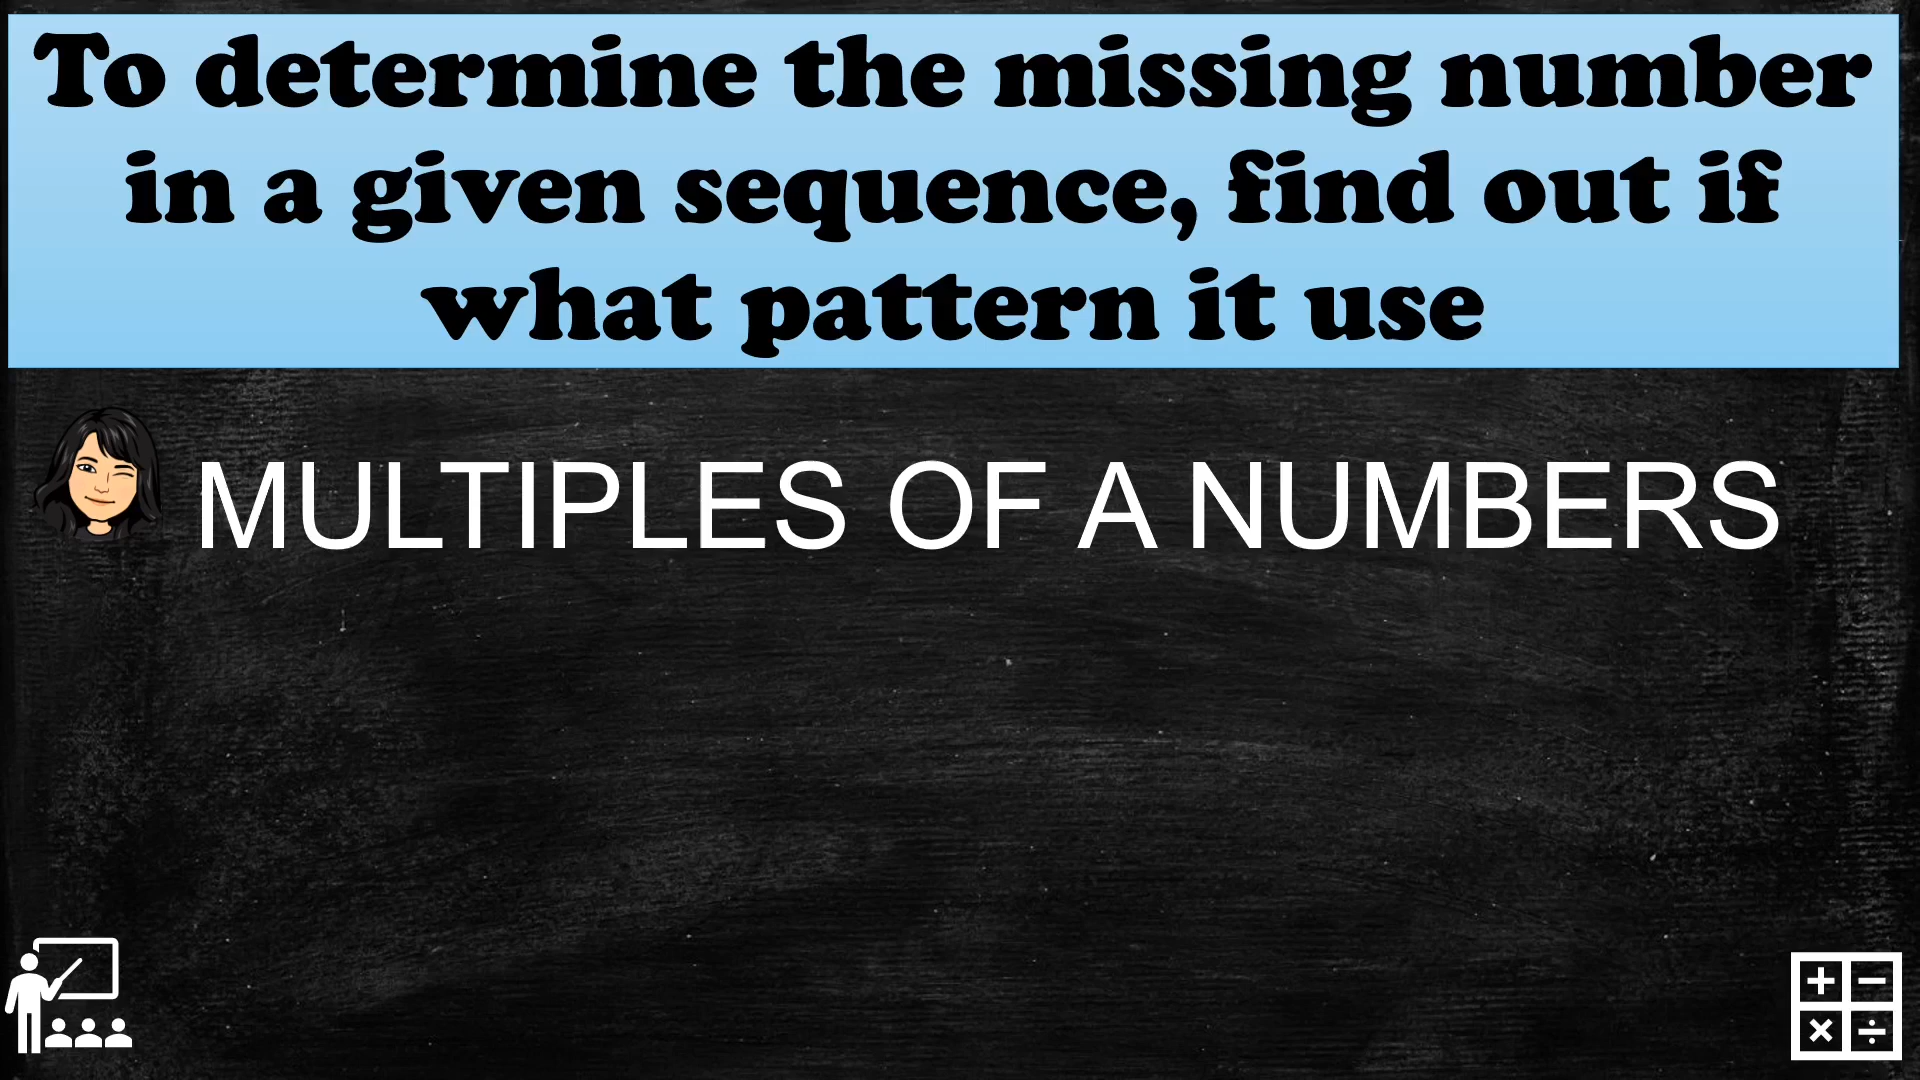 To determine the missing number
in a given sequence, find out if
what pattern it use
MULTIPLES OF A NUMBERS